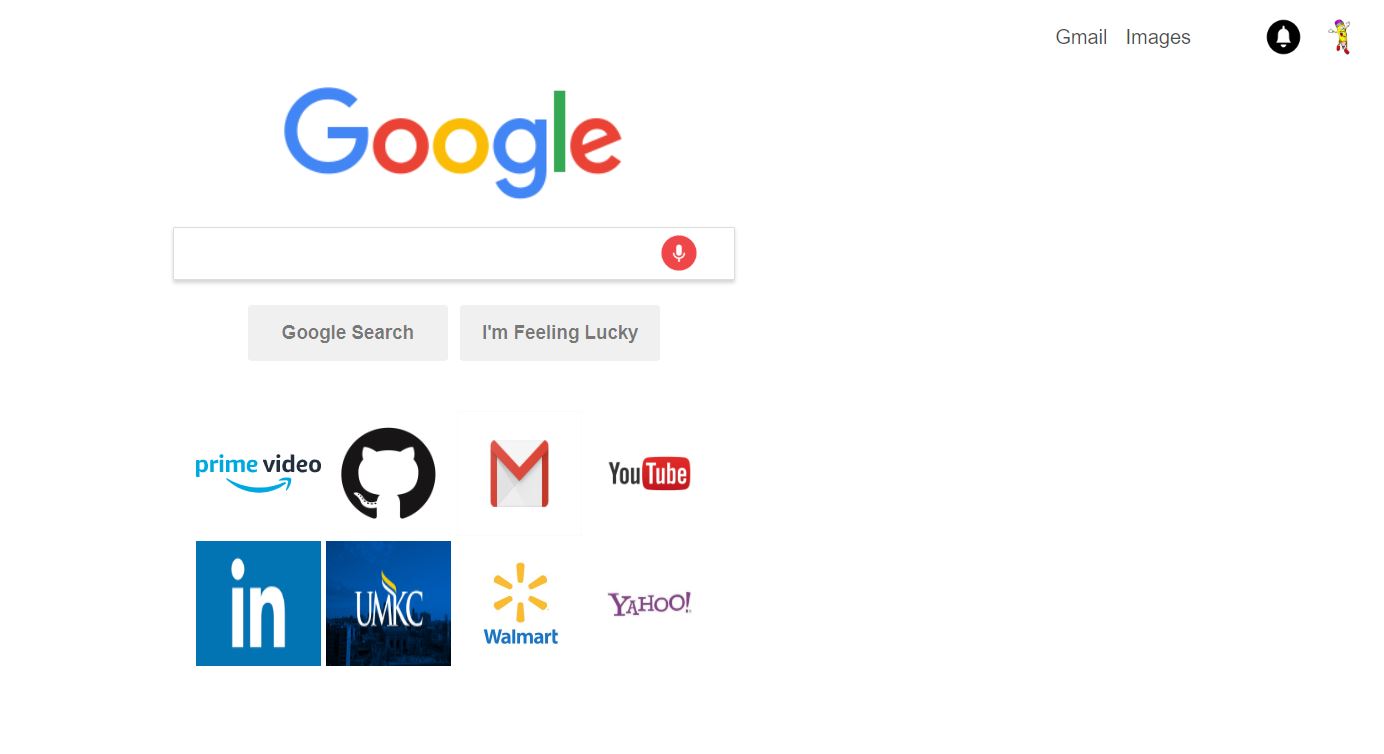 Gmail Images
Google
Google Search I'm Feeling Lucky
prime video
YouTube
in
UMKC
Walmart
YAHOO!